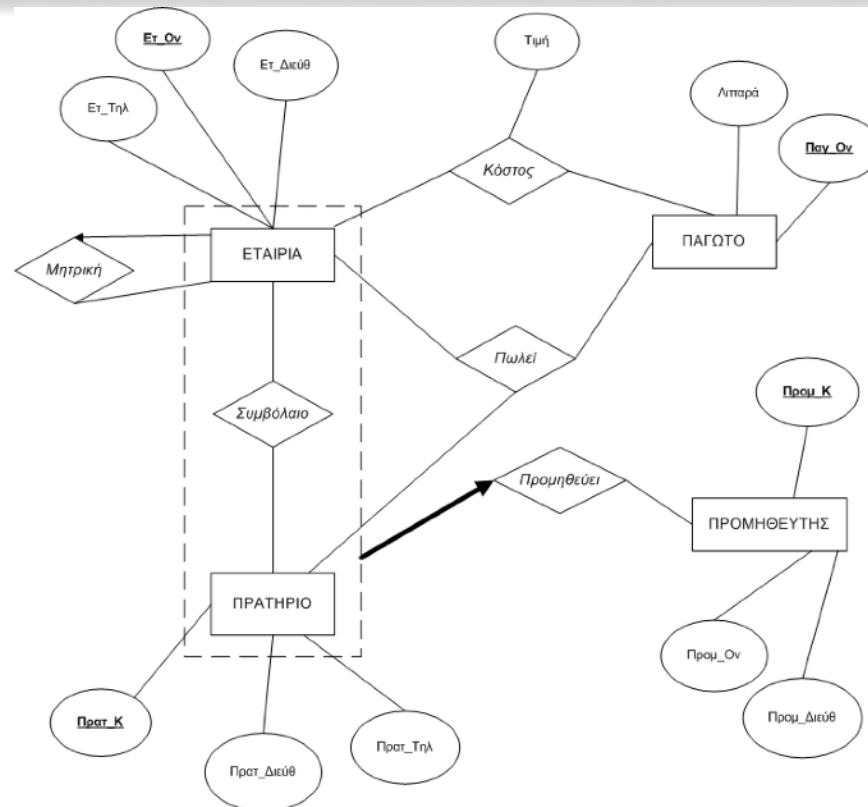 Ετ_Ον
Τιμή
Ετ_Διεύθ
Ετ_Τηλ
Λιπαρά
Παγ_Ον
Κόστος
ΕΤΑΙΡΙΑ
ΠΑΓΩΤΟ
Μητρική
Πωλεί
Προμ_Κ
Συμβόλαιο
Προμηθεύει
ΠΡΟΜΗΘΕΥΤΗΣ
ΠΡΑΤΗΡΙΟ
Προμ_Ον
Προμ_Διεύθ
Πρατ_Κ
Πρατ_Τηλ
Πρατ_Διεύθ